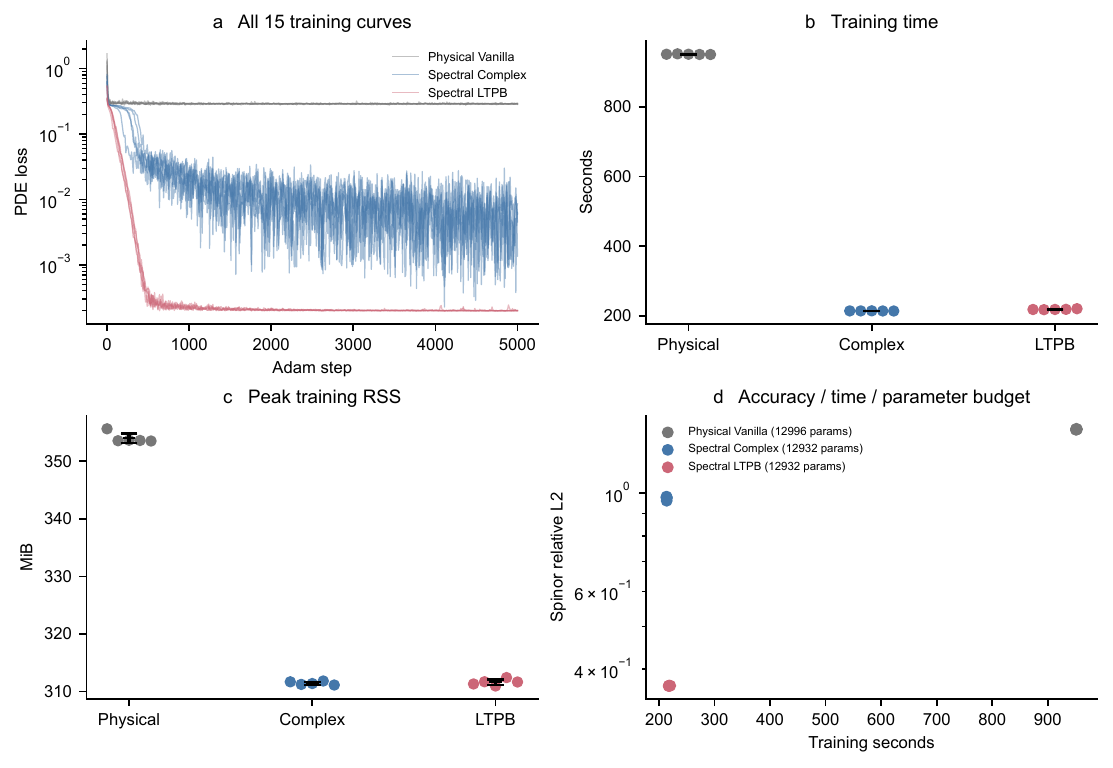 a All 15 training curves
PDE loss
10^0
10^−1
10^−2
10^−3
Physical Vanilla
Spectral Complex
Spectral LTPB
0 1000 2000 3000 4000 5000
Adam step
b Training time
Seconds
800
600
400
200
Physical Complex LTPB
c Peak training RSS
MiB
350
340
330
320
310
Physical Complex LTPB
d Accuracy / time / parameter budget
Spinor relative L2
Physical Vanilla (12996 params)
Spectral Complex (12932 params)
Spectral LTPB (12932 params)
10^0
6 × 10^−1
4 × 10^−1
200 300 400 500 600 700 800 900
Training seconds